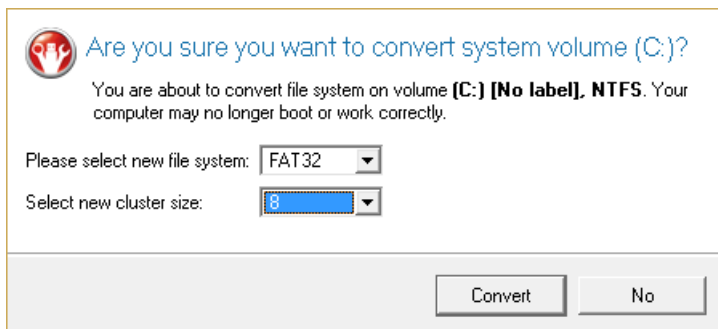 Are you sure you want to convert system volume (C:)?
You are about to convert file system on volume (C:) [No label], NTFS. Your
computer may no longer boot or work correctly.
Please select new file system: FAT32
Select new cluster size: 8
Convert No